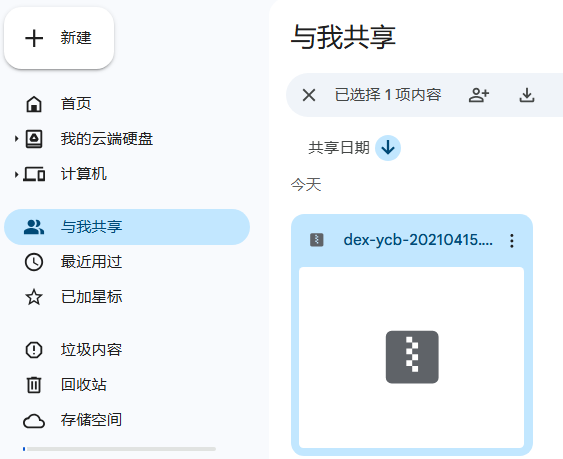 新建
首页
我的云端硬盘
计算机
与我共享
最近用过
已加星标
垃圾内容
回收站
存储空间
与我共享
已选择 1 项内容
共享日期
今天
dex-ycb-20210415....